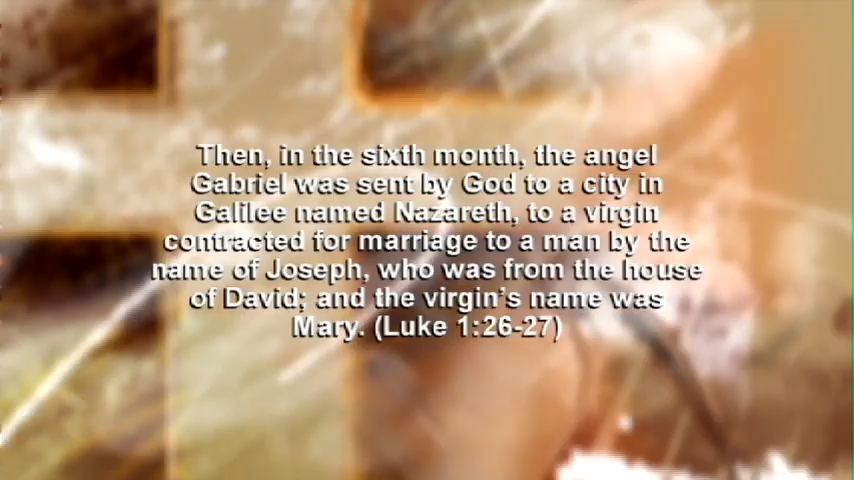 Then, in the sixth month, the angel
Gabriel was sent by God to a city in
Galilee named Nazareth, to a virgin
contracted for marriage to a man by the
name of Joseph, who was from the house
of David; and the virgin's name was
Mary. (Luke 1:26-27)